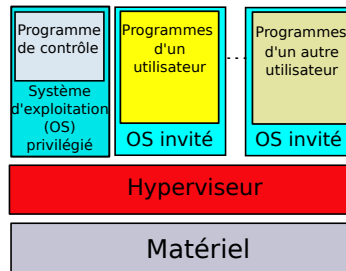 Programme
de contrôle
Système
d'exploitation
(OS)
privilégié
Programmes
d'un
utilisateur
OS invité
Programmes
d'un autre
utilisateur
OS invité
Hyperviseur
Matériel